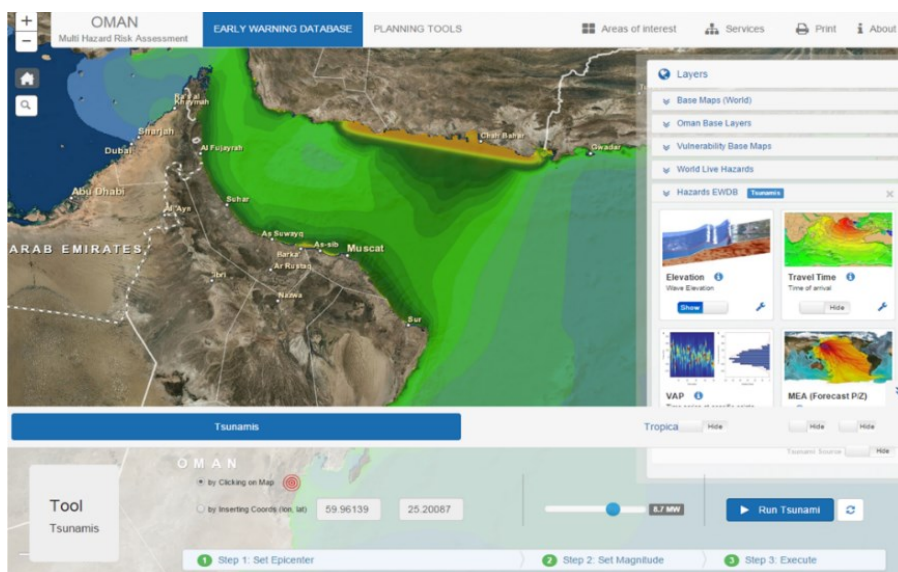 +
OMAN
Multi Hazard Risk Assessment
EARLY WARNING DATABASE
PLANNING TOOLS
Areas of interest
Services
Print
About
Layers
Base Maps (World)
Oman Base Layers
Vulnerability Base Maps
World Live Hazards
Hazards EWDB Tsunamis
Elevation
Wave Elevation
Show
Travel Time
Time of arrival
Hide
VAP
MEA (Forecast P/Z)
Khaymah
Sharjah
Dubai
Abu Dhabi
Al Fujayrah
Chah Bahar
Gwadar
Suhar
As Suwayq
As-sib
Barka
Muscat
Ar Rustaq
Ibri
Nazwa
Sur
ARAB EMIRATES
Tsunamis
Tropica
Hide
Hide
Hide
Tsunami Source
Hide
OMAN
Tool
Tsunamis
by Clicking on Map
by Inserting Coords (lon, lat)
59.96139
25.20087
8.7 MW
Run Tsunami
1 Step 1: Set Epicenter
2 Step 2: Set Magnitude
3 Step 3: Execute